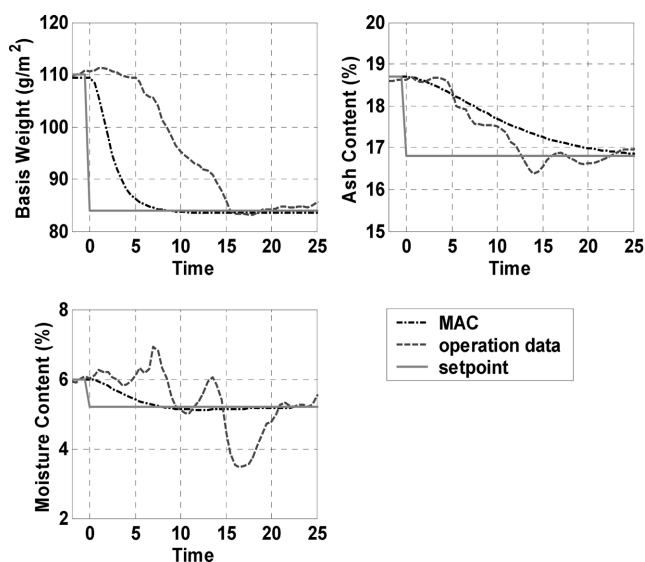 120
110
100
90
80
Basis Weight (g/m²)
0 5 10 15 20 25
Time
20
19
18
17
16
15
Ash Content (%)
0 5 10 15 20 25
Time
8
6
4
2
Moisture Content (%)
0 5 10 15 20 25
Time
MAC
operation data
setpoint